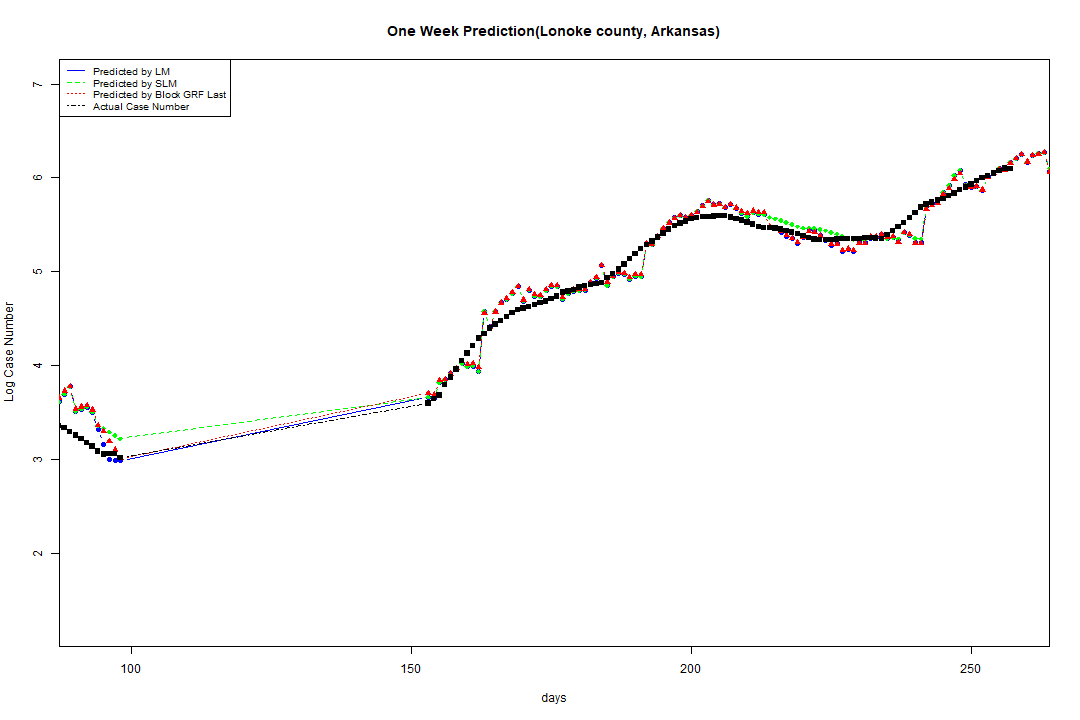 One Week Prediction(Lonoke county, Arkansas)
Predicted by LM
Predicted by SLM
Predicted by Block GRF Last
Actual Case Number
7
6
5
4
3
2
Log Case Number
100 150 200 250
days